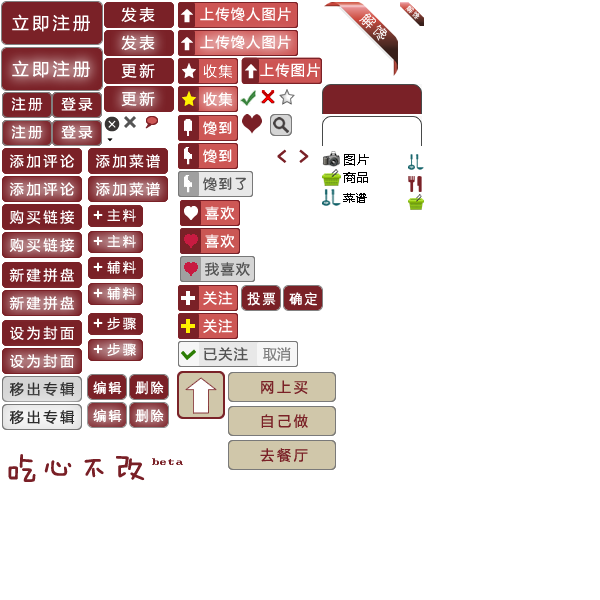 立即注册
立即注册
注册 登录
注册 登录
添加评论
添加评论
购买链接
购买链接
新建拼盘
新建拼盘
设为封面
设为封面
移出专辑
移出专辑
发表
发表
更新
更新
添加菜谱
添加菜谱
+ 主料
+ 主料
+ 辅料
+ 辅料
+ 步骤
+ 步骤
编辑 删除
编辑 删除
上传馋人图片
上传馋人图片
收集 上传图片
收集
馋到
馋到
馋到了
喜欢
喜欢
我喜欢
关注 投票 确定
关注
已关注 取消
网上买
自己做
去餐厅
解馋
解馋
图片
商品
菜谱
吃心不改 beta